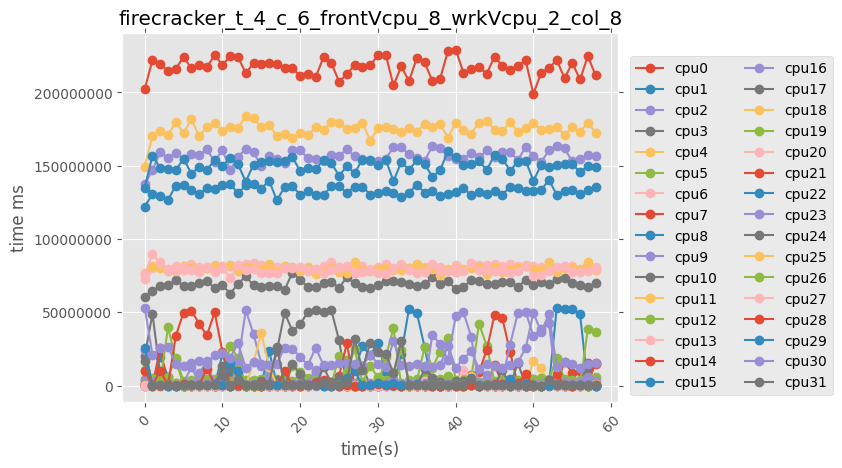 firecracker_t_4_c_6_frontVcpu_8_wrkVcpu_2_col_8
time ms
200000000
150000000
100000000
50000000
0
0
10
20
30
40
50
60
time(s)
cpu0
cpu1
cpu2
cpu3
cpu4
cpu5
cpu6
cpu7
cpu8
cpu9
cpu10
cpu11
cpu12
cpu13
cpu14
cpu15
cpu16
cpu17
cpu18
cpu19
cpu20
cpu21
cpu22
cpu23
cpu24
cpu25
cpu26
cpu27
cpu28
cpu29
cpu30
cpu31